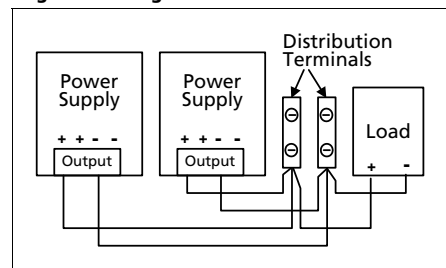 Distribution
Terminals
Power
Supply
Power
Supply
Load
+ + - -
+ + - -
Output
Output
+ -